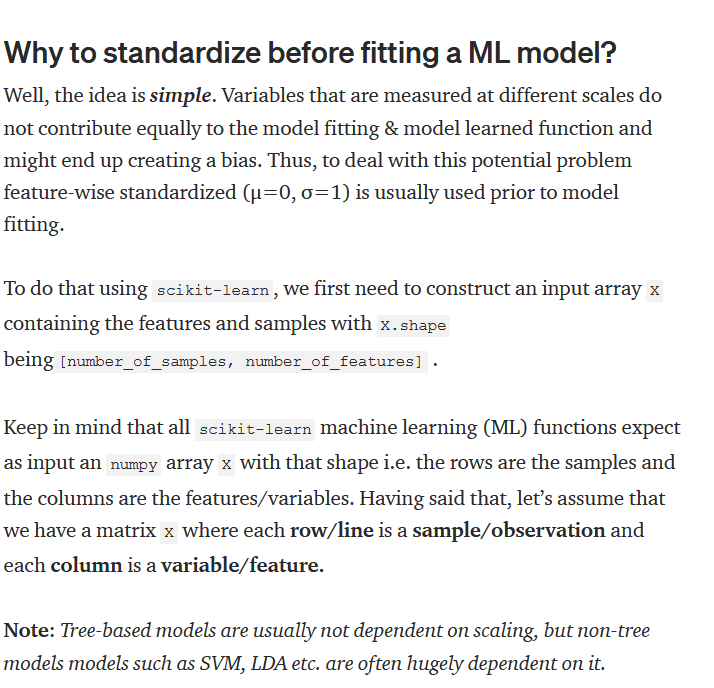 Why to standardize before fitting a ML model?
Well, the idea is simple. Variables that are measured at different scales do
not contribute equally to the model fitting & model learned function and
might end up creating a bias. Thus, to deal with this potential problem
feature-wise standardized (μ=0, σ=1) is usually used prior to model
fitting.
To do that using scikit-learn, we first need to construct an input array X
containing the features and samples with X.shape
being [number_of_samples, number_of_features] .
Keep in mind that all scikit-learn machine learning (ML) functions expect
as input an numpy array X with that shape i.e. the rows are the samples and
the columns are the features/variables. Having said that, let’s assume that
we have a matrix X where each row/line is a sample/observation and
each column is a variable/feature.
Note: Tree-based models are usually not dependent on scaling, but non-tree
models models such as SVM, LDA etc. are often hugely dependent on it.